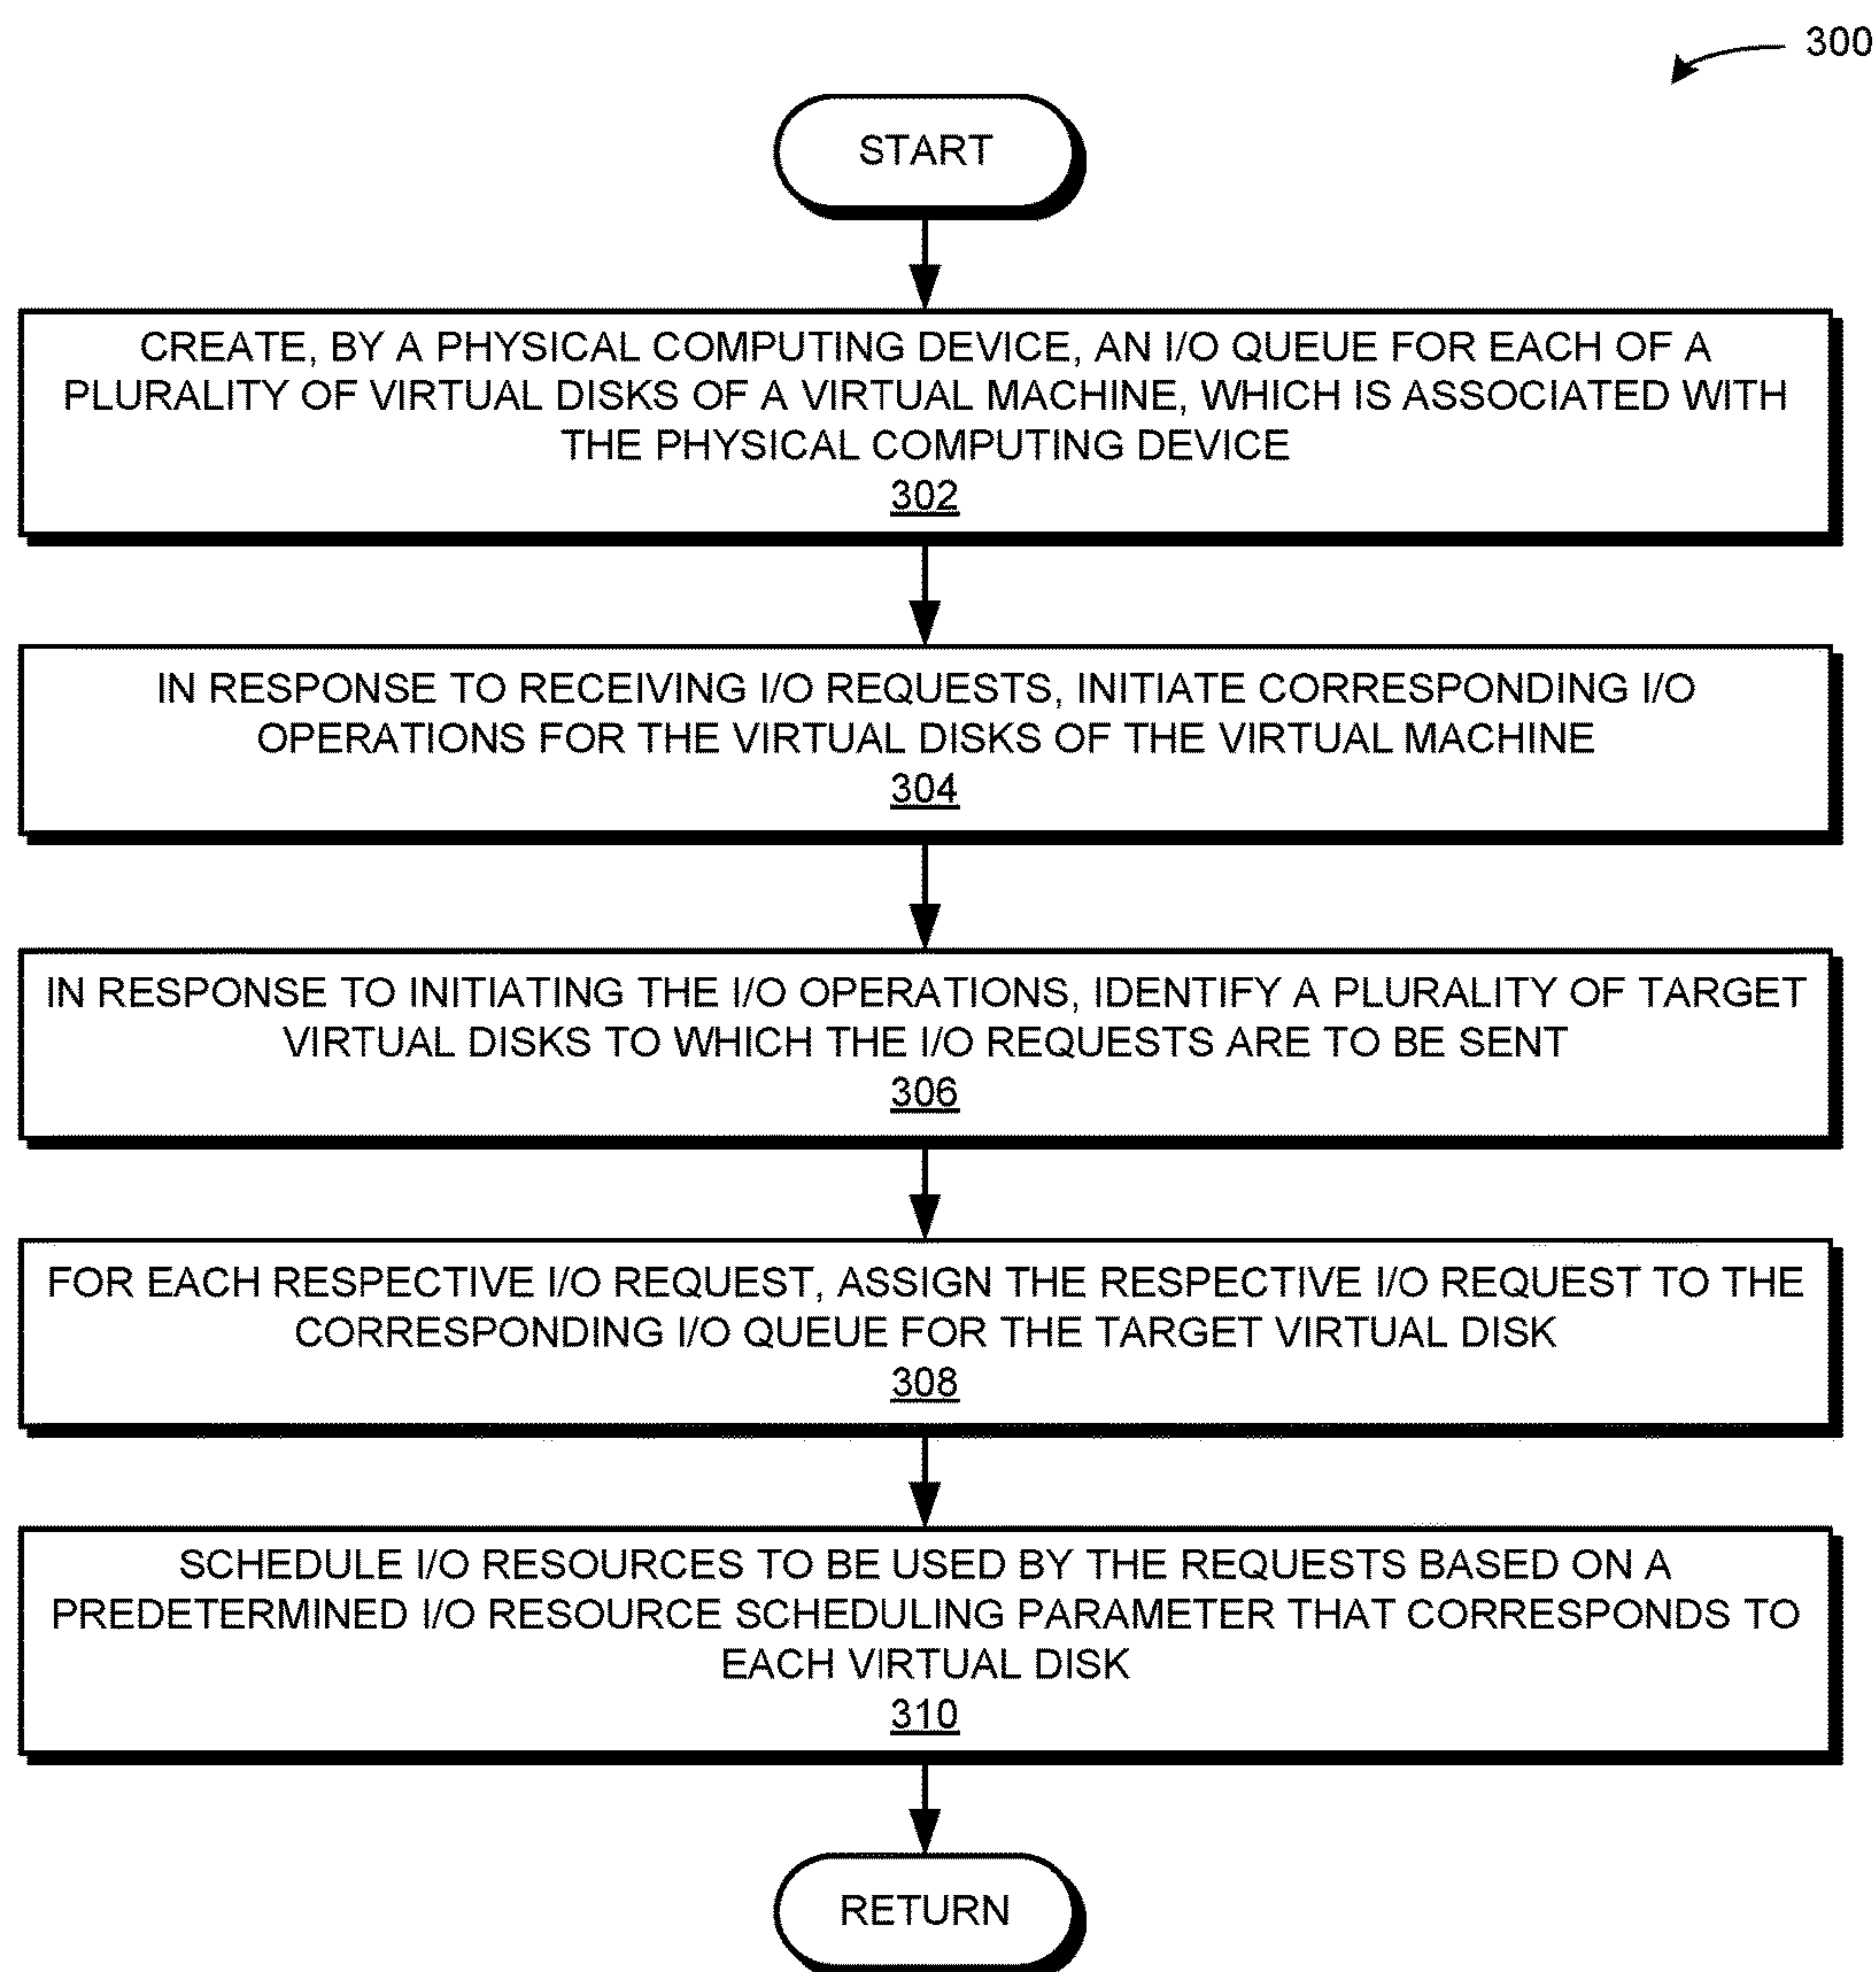 300
START
CREATE, BY A PHYSICAL COMPUTING DEVICE, AN I/O QUEUE FOR EACH OF A
PLURALITY OF VIRTUAL DISKS OF A VIRTUAL MACHINE, WHICH IS ASSOCIATED WITH
THE PHYSICAL COMPUTING DEVICE
302
IN RESPONSE TO RECEIVING I/O REQUESTS, INITIATE CORRESPONDING I/O
OPERATIONS FOR THE VIRTUAL DISKS OF THE VIRTUAL MACHINE
304
IN RESPONSE TO INITIATING THE I/O OPERATIONS, IDENTIFY A PLURALITY OF TARGET
VIRTUAL DISKS TO WHICH THE I/O REQUESTS ARE TO BE SENT
306
FOR EACH RESPECTIVE I/O REQUEST, ASSIGN THE RESPECTIVE I/O REQUEST TO THE
CORRESPONDING I/O QUEUE FOR THE TARGET VIRTUAL DISK
308
SCHEDULE I/O RESOURCES TO BE USED BY THE REQUESTS BASED ON A
PREDETERMINED I/O RESOURCE SCHEDULING PARAMETER THAT CORRESPONDS TO
EACH VIRTUAL DISK
310
RETURN